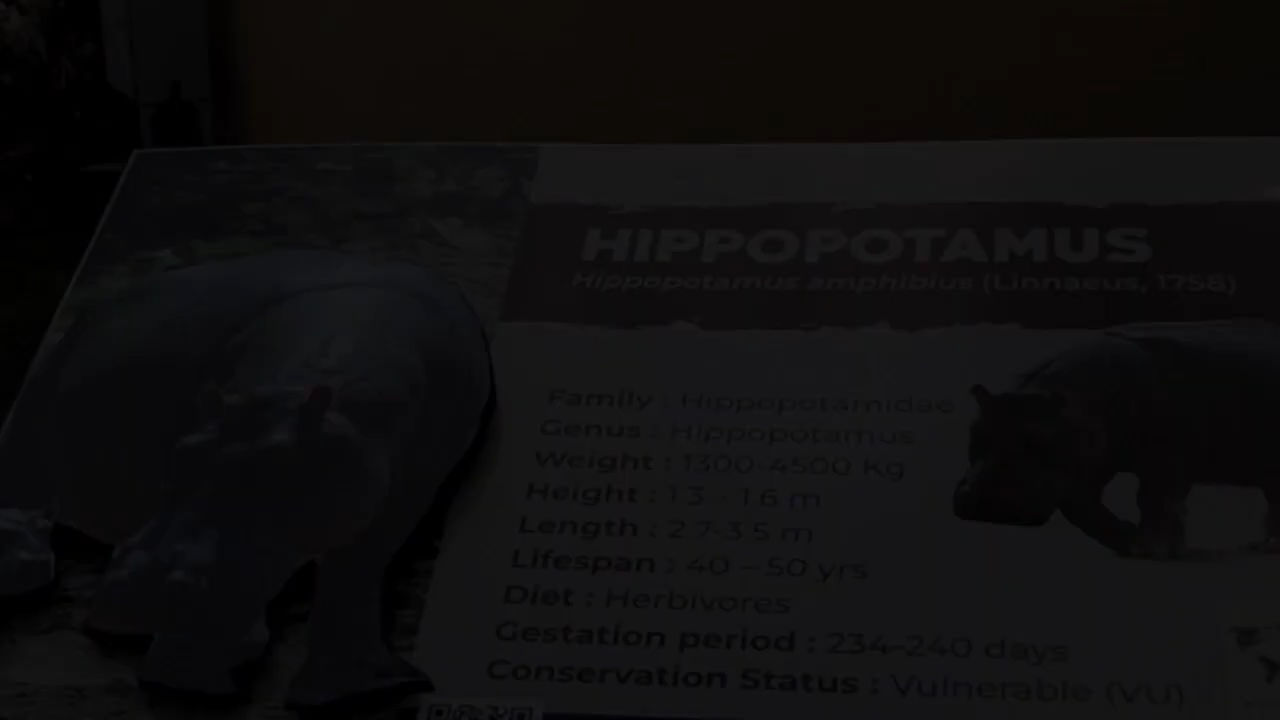 HIPPOPOTAMUS
Hippopotamus amphibius (Linnaeus, 1758)
Family : Hippopotamidae
Genus : Hippopotamus
Weight : 1300-4500 Kg
Height : 1.3 - 1.6 m
Length : 2.7-3.5 m
Lifespan : 40 – 50 yrs
Diet : Herbivores
Gestation period : 234-240 days
Conservation Status : Vulnerable (VU)